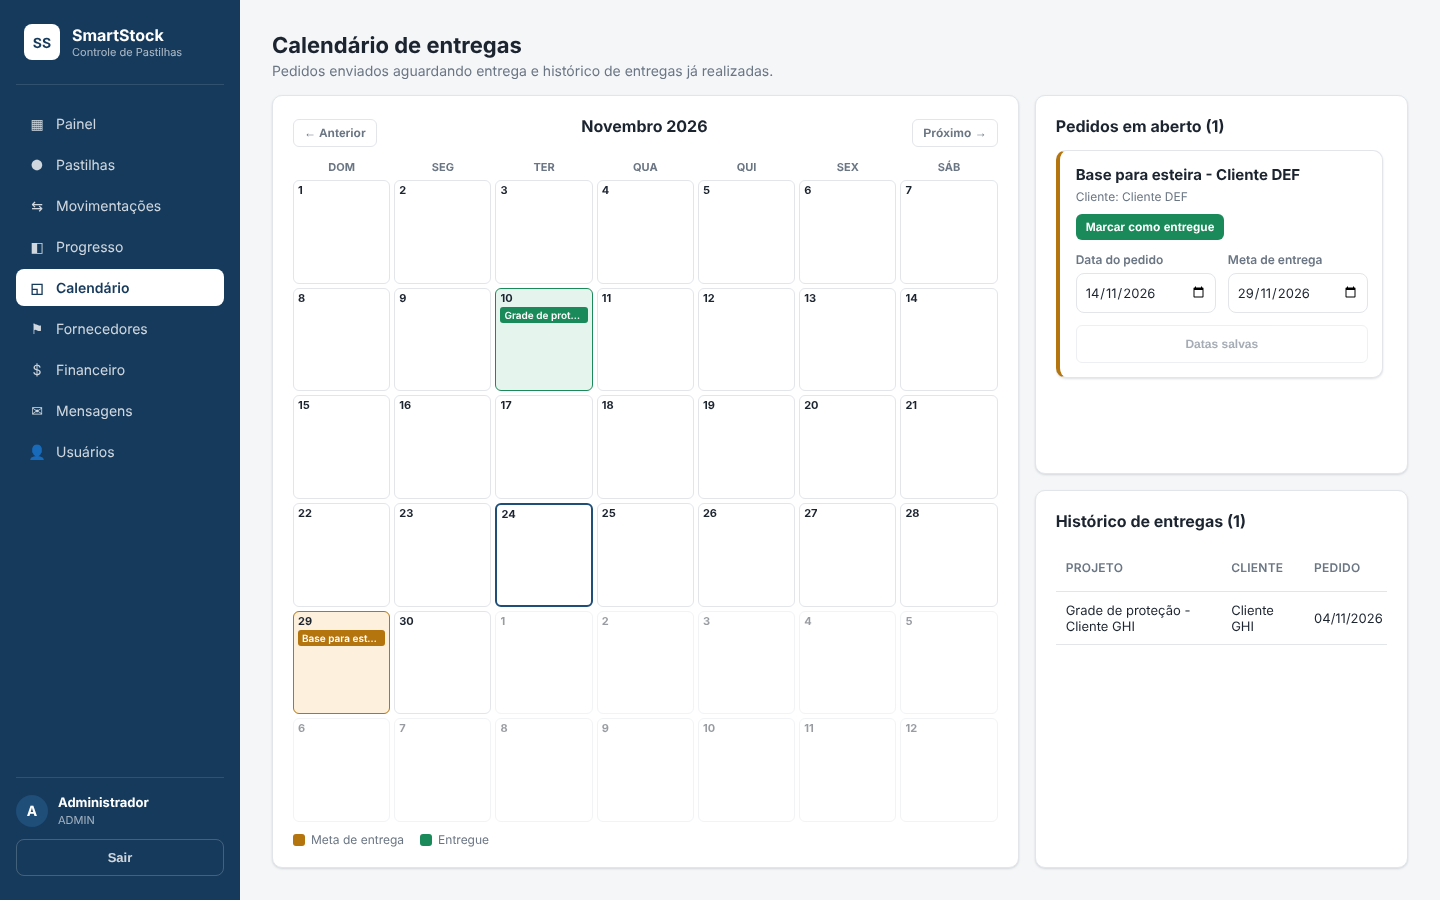 SS
SmartStock
Controle de Pastilhas
Painel
Pastilhas
Movimentações
Progresso
Calendário
Fornecedores
$ Financeiro
Mensagens
Usuários
A
Administrador
ADMIN
Sair
Calendário de entregas
Pedidos enviados aguardando entrega e histórico de entregas já realizadas.
← Anterior
Novembro 2026
Próximo →
DOM SEG TER QUA QUI SEX SÁB
1 2 3 4 5 6 7
8 9 10 11 12 13 14
Grade de prot...
15 16 17 18 19 20 21
22 23 24 25 26 27 28
29 30 1 2 3 4 5
Base para est...
6 7 8 9 10 11 12
Meta de entrega Entregue
Pedidos em aberto (1)
Base para esteira - Cliente DEF
Cliente: Cliente DEF
Marcar como entregue
Data do pedido Meta de entrega
14/11/2026 29/11/2026
Datas salvas
Histórico de entregas (1)
PROJETO CLIENTE PEDIDO
Grade de proteção -
Cliente GHI
Cliente
GHI
04/11/2026